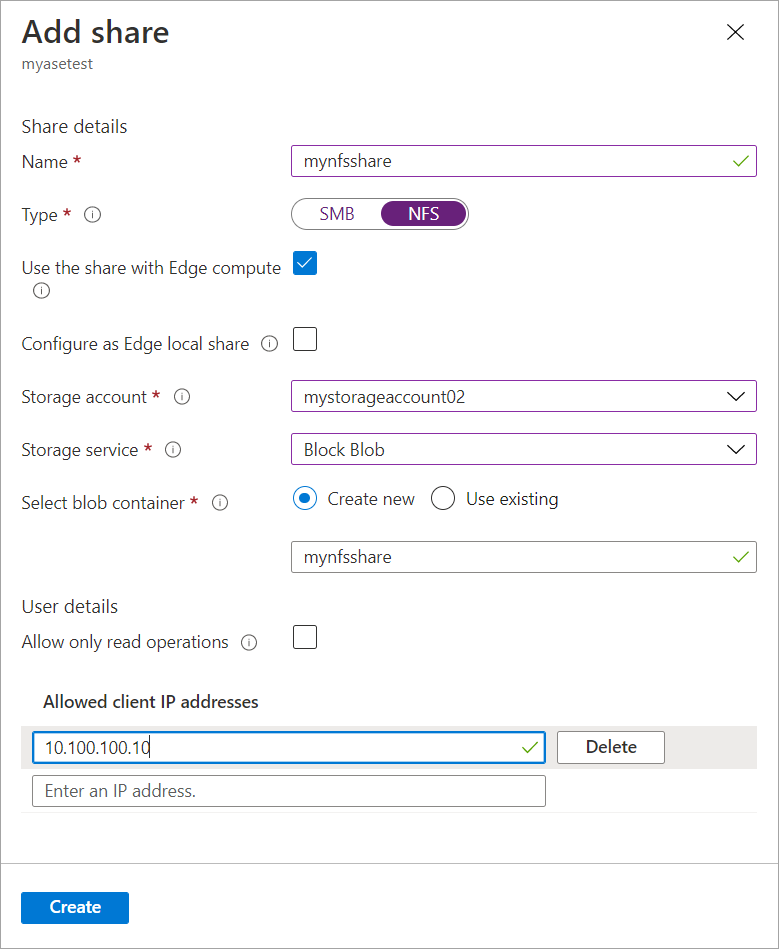 Add share
myasetest
Share details
Name *
mynfsshare
Type *
SMB NFS
Use the share with Edge compute
Configure as Edge local share
Storage account *
mystorageaccount02
Storage service *
Block Blob
Select blob container *
Create new Use existing
mynfsshare
User details
Allow only read operations
Allowed client IP addresses
10.100.100.10
Delete
Enter an IP address.
Create